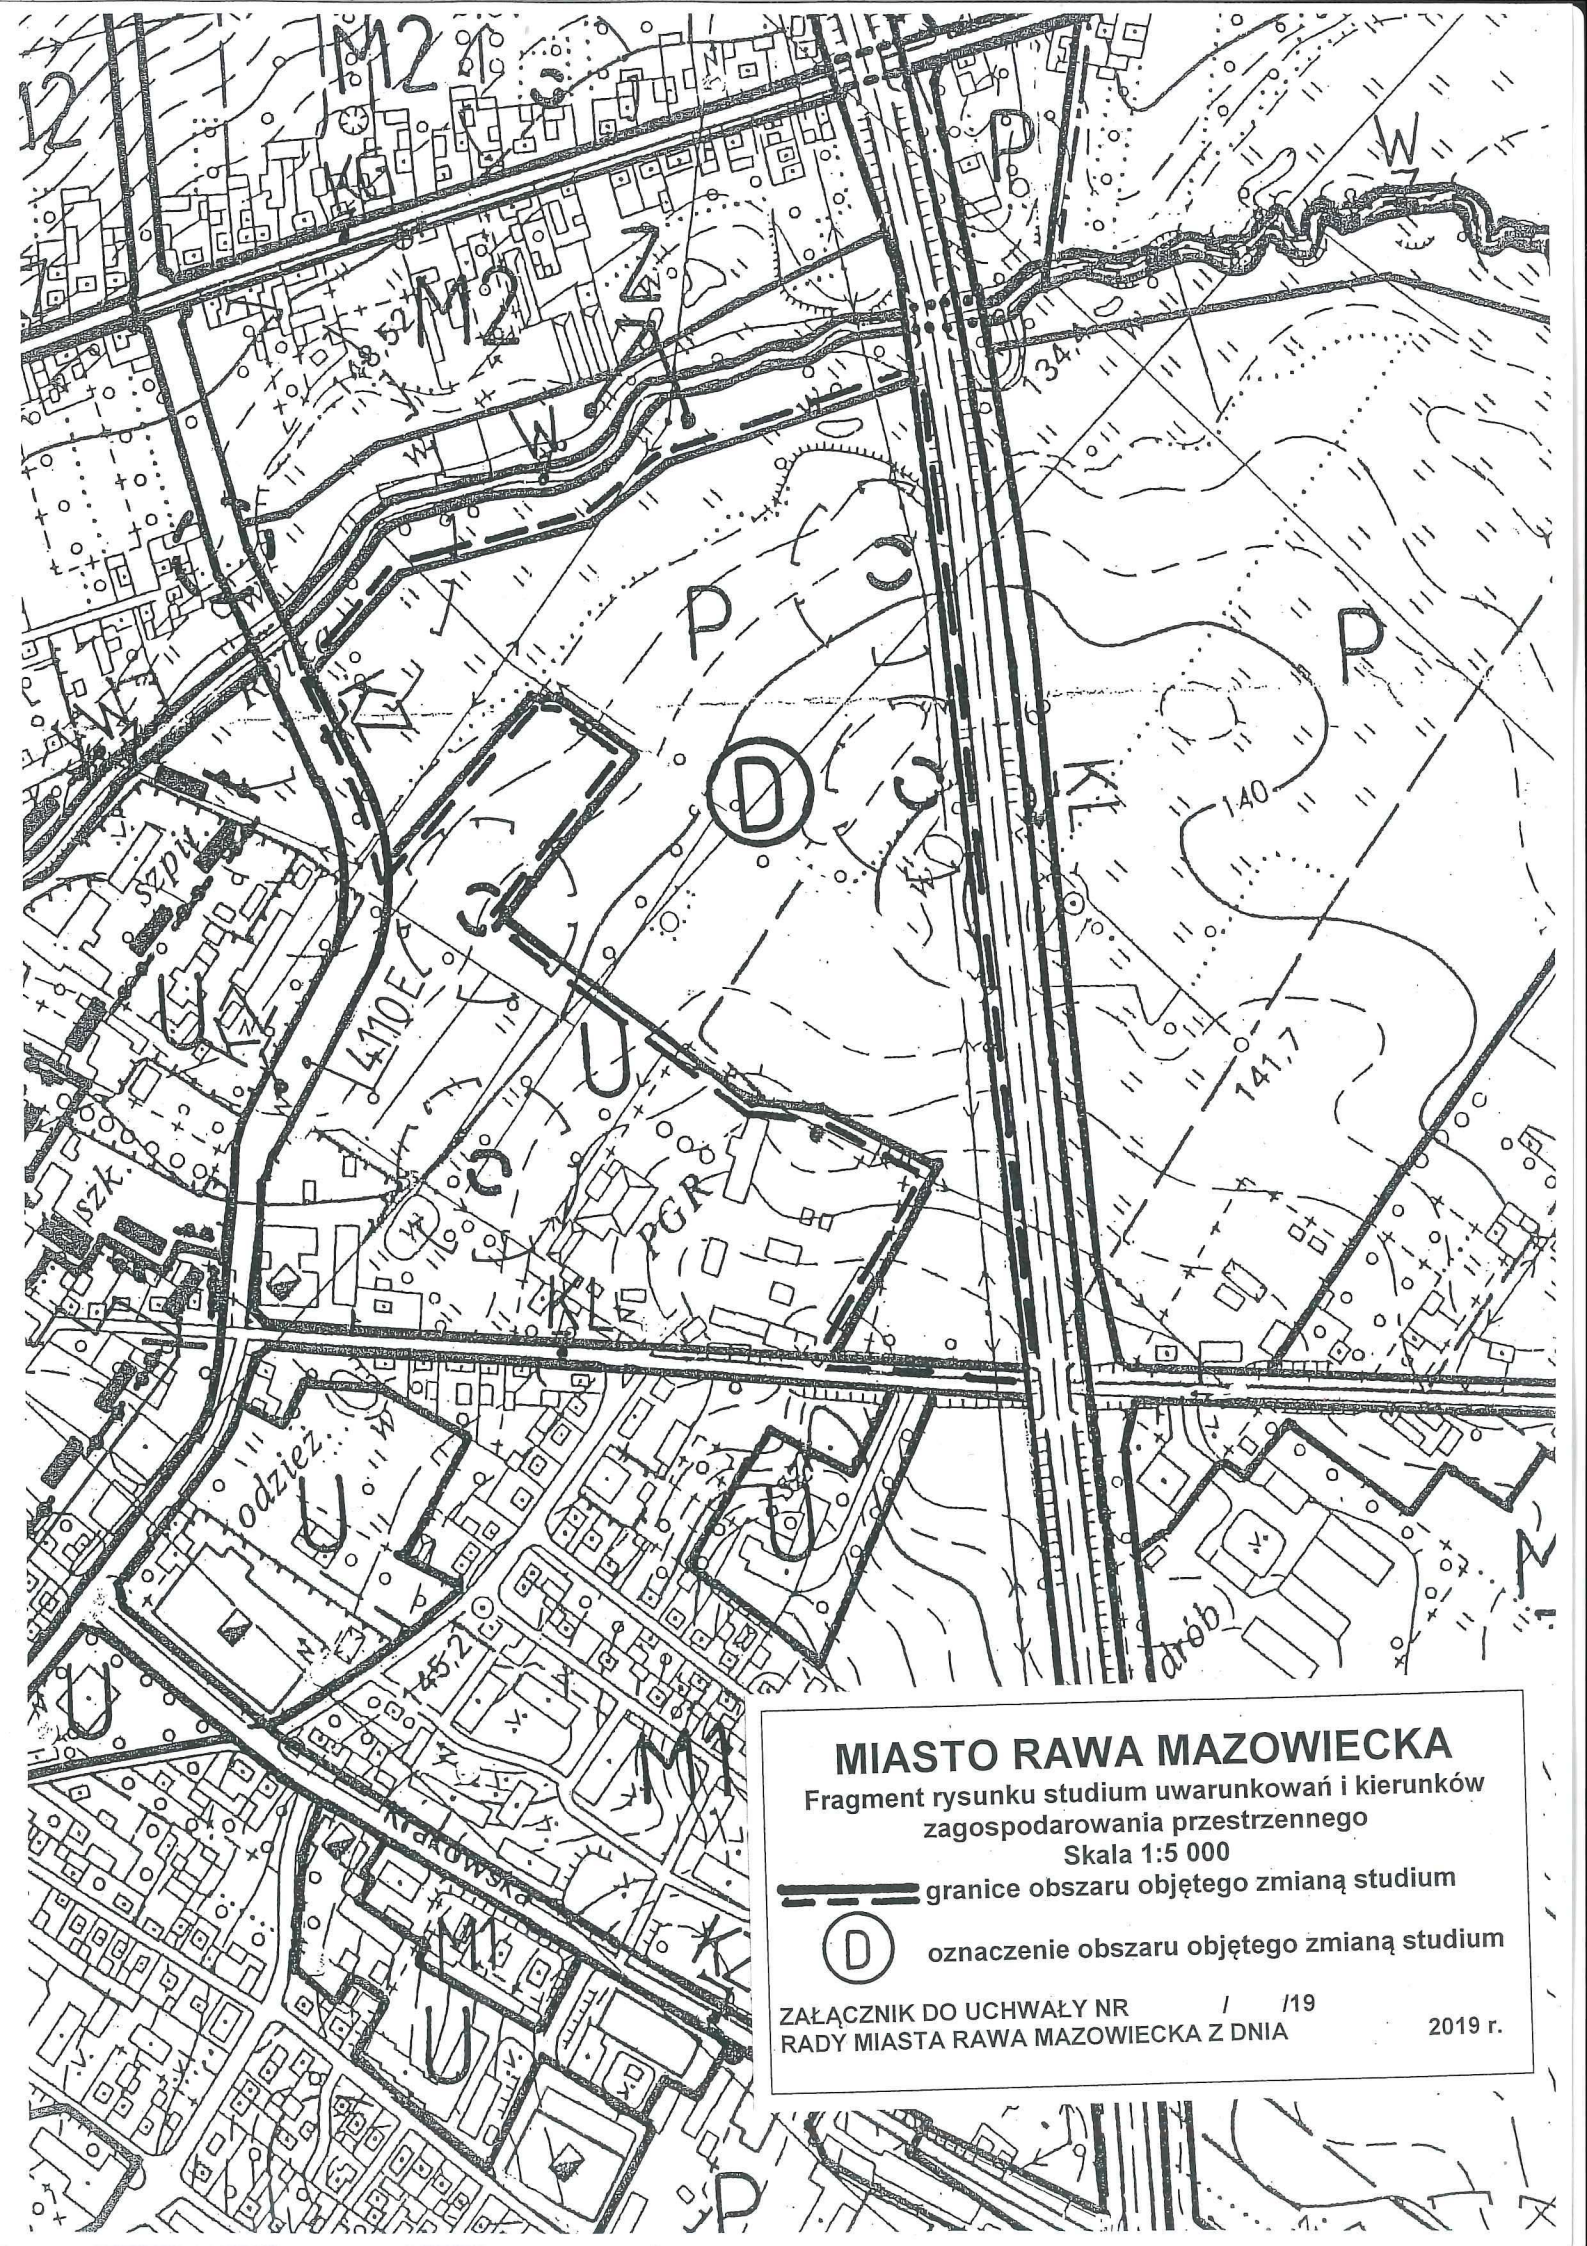 M2
W
P
M2
W
134,4
P
P
D
KL
140
szpit.
U
4110E
U
141,7
szk.
PGR
KL
odzież.
U
U
drób
U
45,2
M1
MIASTO RAWA MAZOWIECKA
Fragment rysunku studium uwarunkowań i kierunków
zagospodarowania przestrzennego
Skala 1:5 000
granice obszaru objętego zmianą studium
D oznaczenie obszaru objętego zmianą studium
ZAŁĄCZNIK DO UCHWAŁY NR / /19
RADY MIASTA RAWA MAZOWIECKA Z DNIA 2019 r.
Krakowska
M
U
P